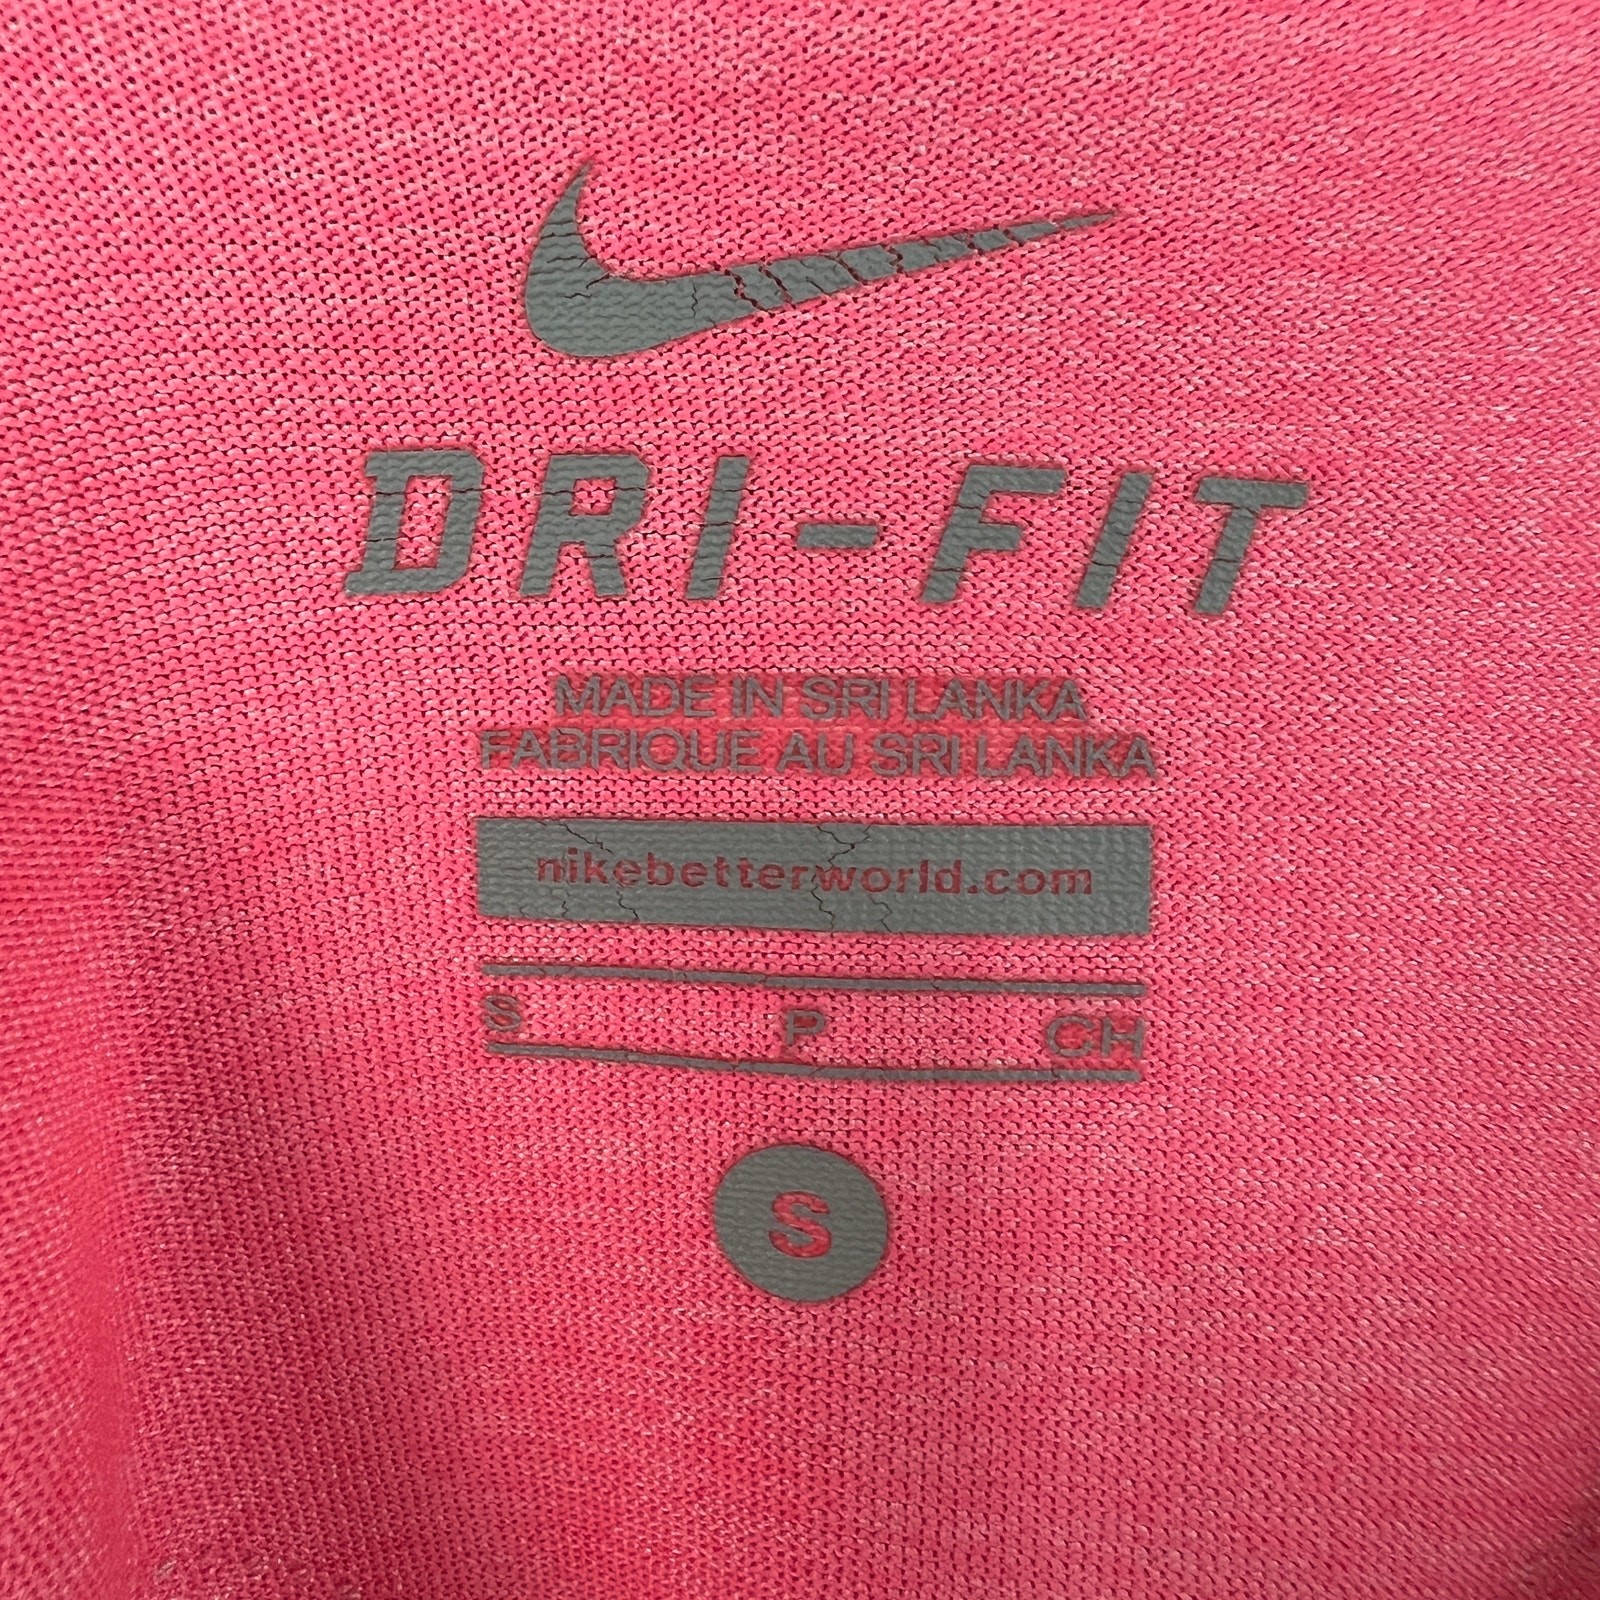 DRI-FIT
MADE IN SRI LANKA
FABRIQUE AU SRI LANKA
nikebetterworld.com
S P CH
S